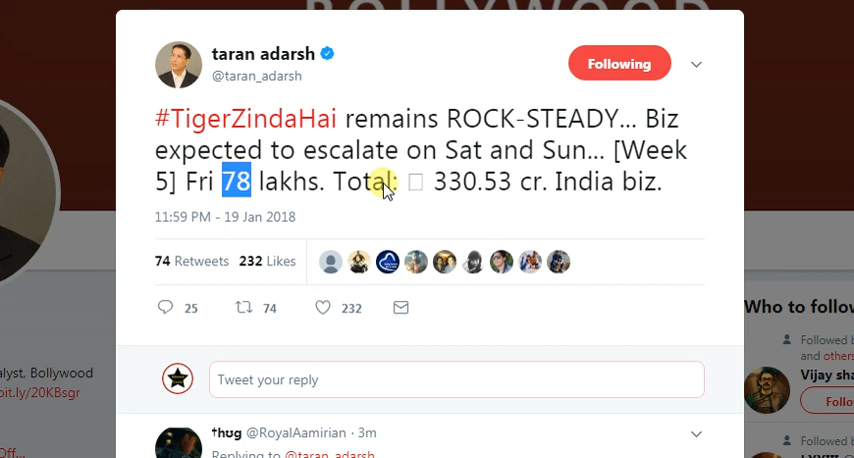 BOLLYWOOD
taran adarsh
@taran_adarsh
Following
#TigerZindaHai remains ROCK-STEADY... Biz
expected to escalate on Sat and Sun... [Week
5] Fri 78 lakhs. Total: 330.53 cr. India biz.
11:59 PM - 19 Jan 2018
74 Retweets 232 Likes
25 74 232
Tweet your reply
thug @RoyalAamirian · 3m
Replying to @taran_adarsh
alyst, Bollywood
bit.ly/20KBsgr
Off...
Who to follow
Followed b
and others
Vijay sha
Follo
Followed b